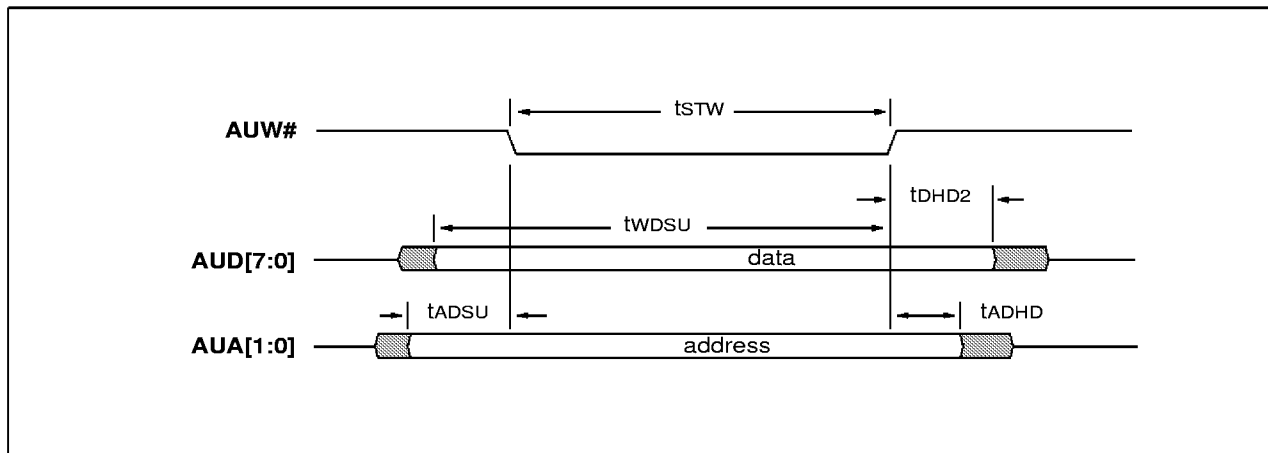 tSTW
AUW#
tDHD2
tWDSU
AUD[7:0]
data
tADSU
tADHD
AUA[1:0]
address